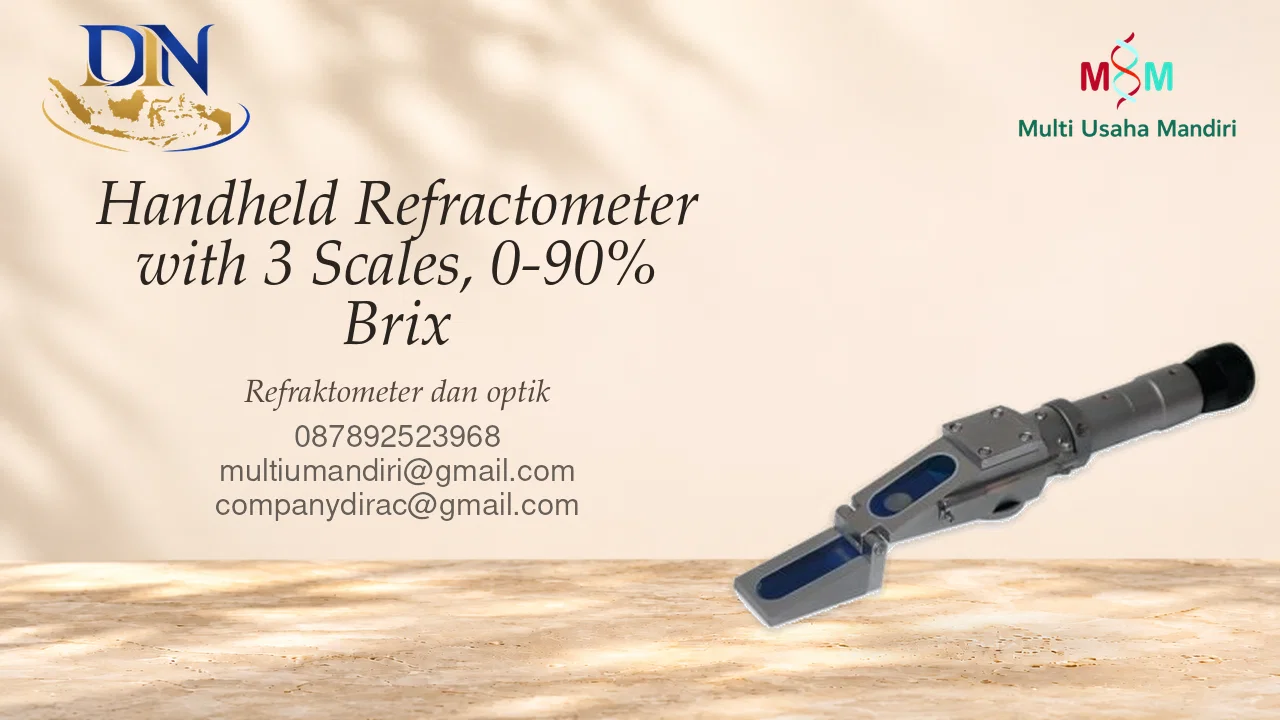 DIN
M M
Multi Usaha Mandiri
Handheld Refractometer
with 3 Scales, 0-90%
Brix
Refraktometer dan optik
087892523968
multiumandiri@gmail.com
companydirac@gmail.com